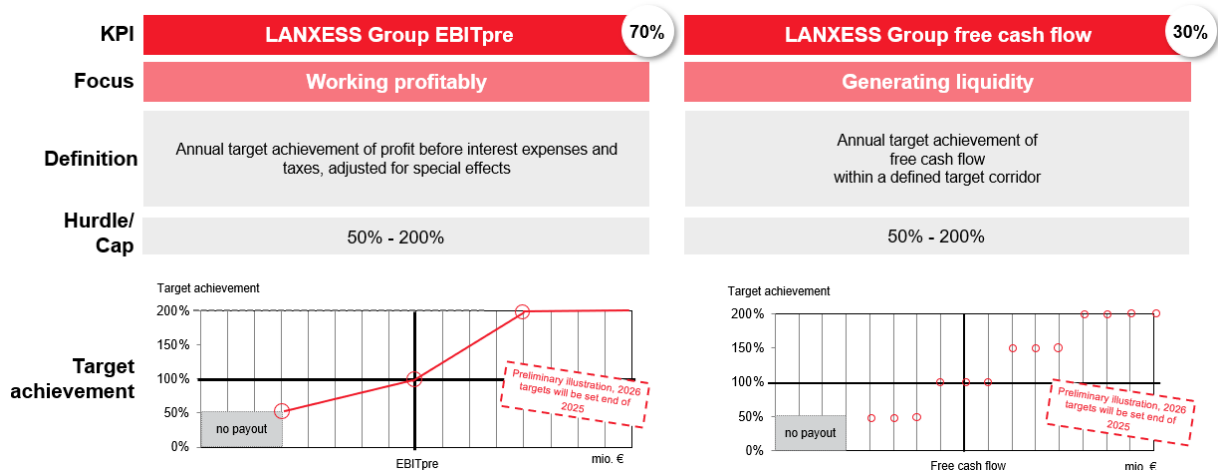 KPI
LANXESS Group EBITpre
70%
LANXESS Group free cash flow
30%
Focus
Working profitably
Generating liquidity
Definition
Annual target achievement of profit before interest expenses and
taxes, adjusted for special effects
Annual target achievement of
free cash flow
within a defined target corridor
Hurdle/
Cap
50% - 200%
50% - 200%
Target
achievement
Target achievement
200%
150%
100%
50%
0%
no payout
Preliminary illustration, 2026
targets will be set end of
2025
EBITpre
mio. €
Target achievement
200%
150%
100%
50%
0%
no payout
Preliminary illustration, 2026
targets will be set end of
2025
Free cash flow
mio. €